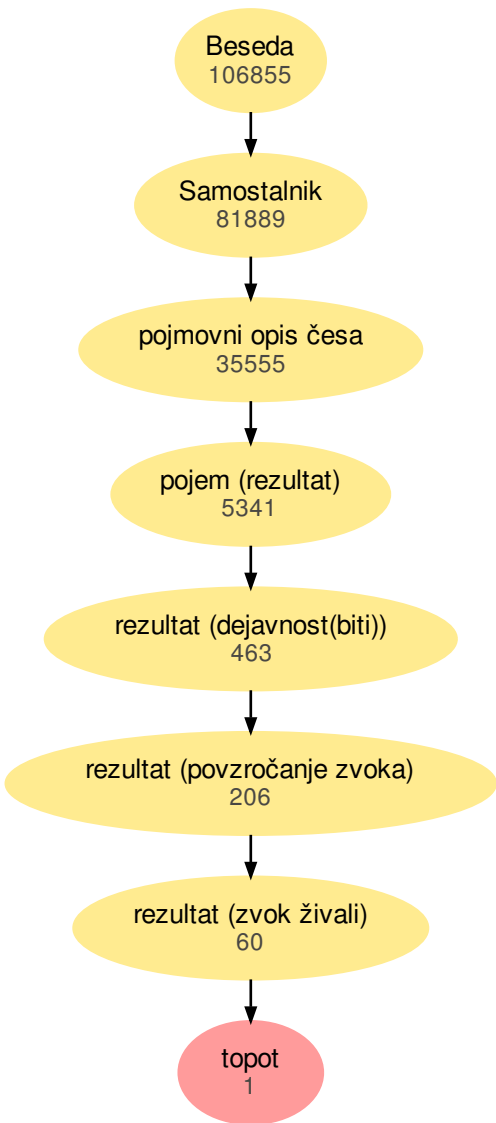 Beseda
106855
Samostalnik
81889
pojmovni opis česa
35555
pojem (rezultat)
5341
rezultat (dejavnost(biti))
463
rezultat (povzročanje zvoka)
206
rezultat (zvok živali)
60
topot
1